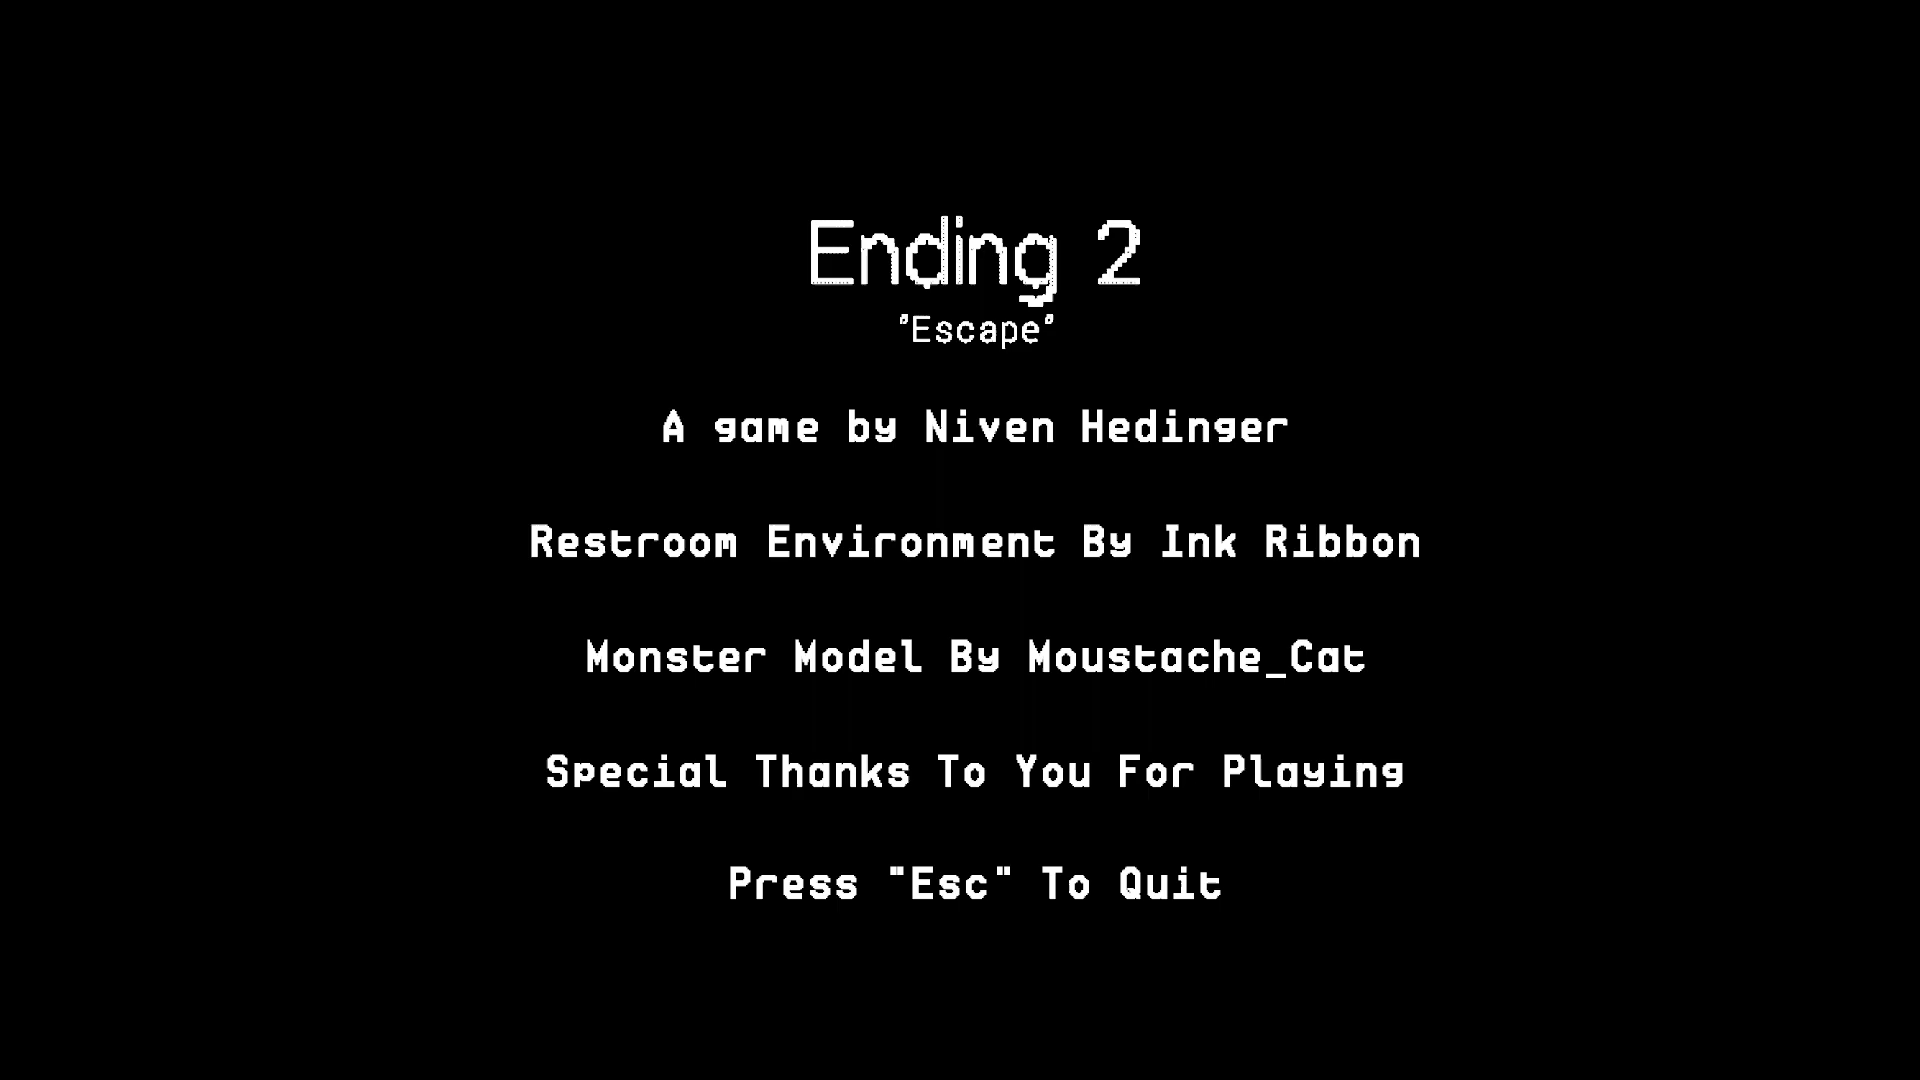 Ending 2
"Escape"
A game by Niven Hedinger
Restroom Environment By Ink Ribbon
Monster Model By Moustache_Cat
Special Thanks To You For Playing
Press "Esc" To Quit